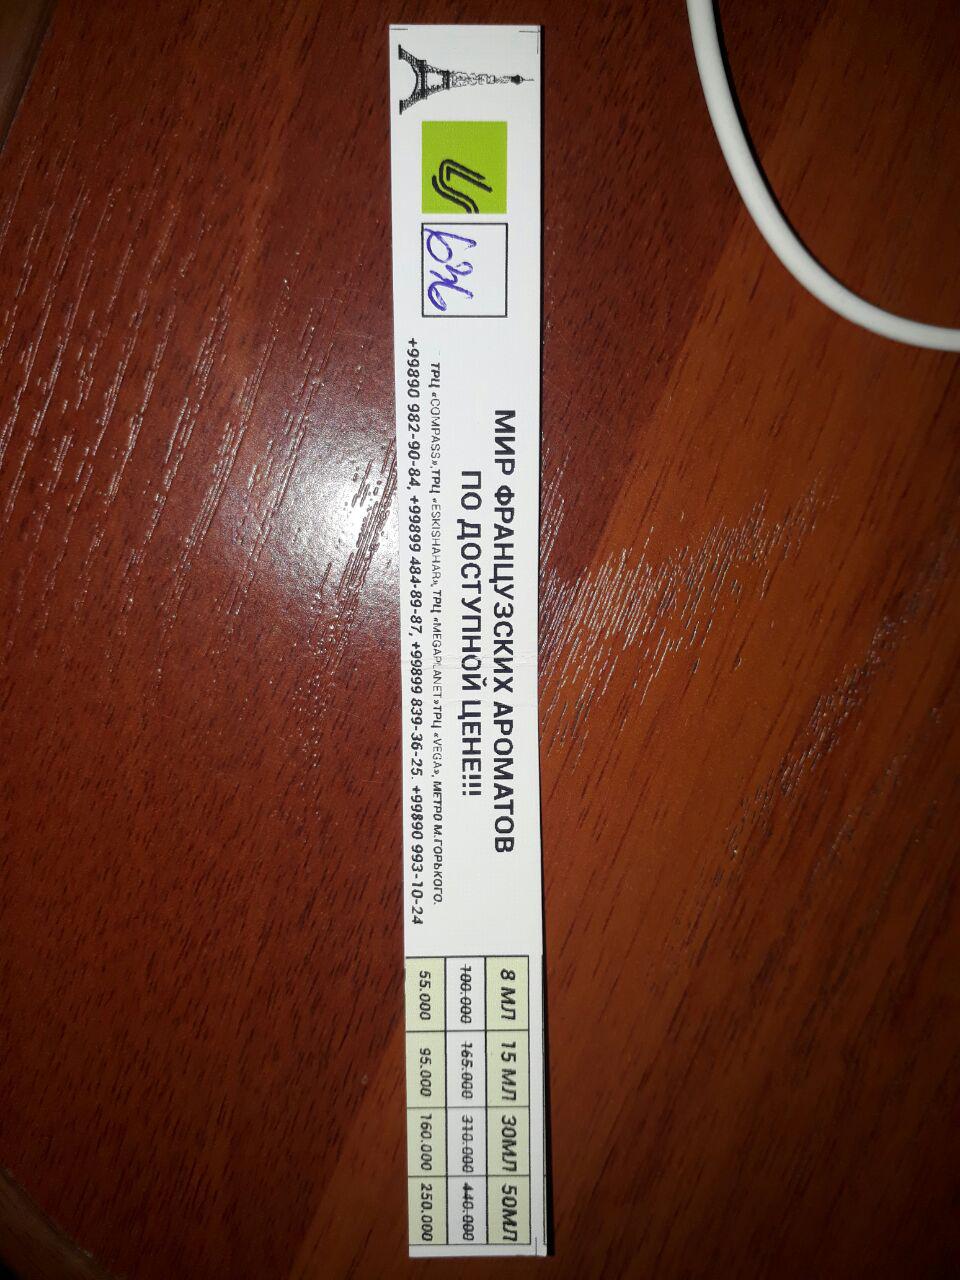 636
МИР ФРАНЦУЗСКИХ АРОМАТОВ
ПО ДОСТУПНОЙ ЦЕНЕ!!!
ТРЦ «COMPASS»,ТРЦ «ESKISHAHAR», ТРЦ «MEGAPLANET»ТРЦ «VEGA», МЕТРО М.ГОРЬКОГО.
+99890 982-90-84, +99899 484-89-87, +99899 839-36-25. +99890 993-10-24
8 МЛ 15 МЛ 30МЛ 50МЛ
100.000 165.000 310.000 440.000
55.000 95.000 160.000 250.000